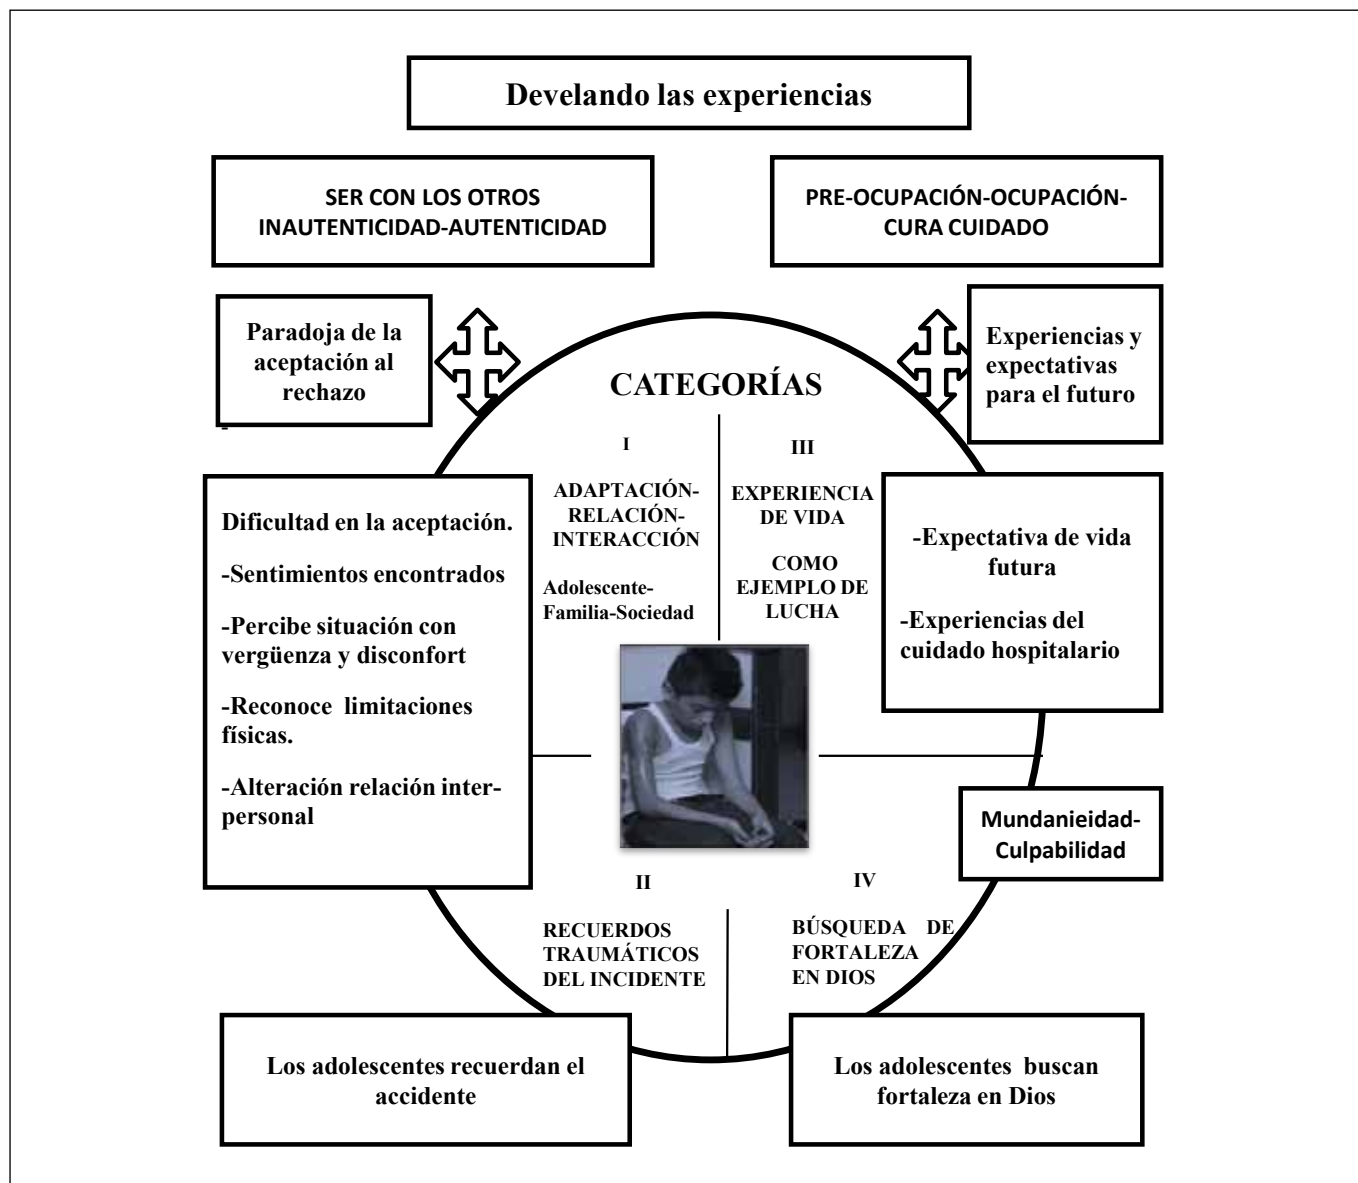 Develando las experiencias
SER CON LOS OTROS
INAUTENTICIDAD-AUTENTICIDAD
PRE-OCUPACIÓN-OCUPACIÓN-
CURA CUIDADO
Paradoja de la
aceptación al
rechazo
Experiencias y
expectativas
para el futuro
CATEGORÍAS
I
ADAPTACIÓN-
RELACIÓN-
INTERACCIÓN
Adolescente-
Familia-Sociedad
III
EXPERIENCIA
DE VIDA
COMO
EJEMPLO DE
LUCHA
Dificultad en la aceptación.
-Sentimientos encontrados
-Percibe situación con
vergüenza y disconfort
-Reconoce limitaciones
físicas.
-Alteración relación inter-
personal
-Expectativa de vida
futura
-Experiencias del
cuidado hospitalario
Mundanieidad-
Culpabilidad
II
RECUERDOS
TRAUMÁTICOS
DEL INCIDENTE
IV
BÚSQUEDA DE
FORTALEZA
EN DIOS
Los adolescentes recuerdan el
accidente
Los adolescentes buscan
fortaleza en Dios